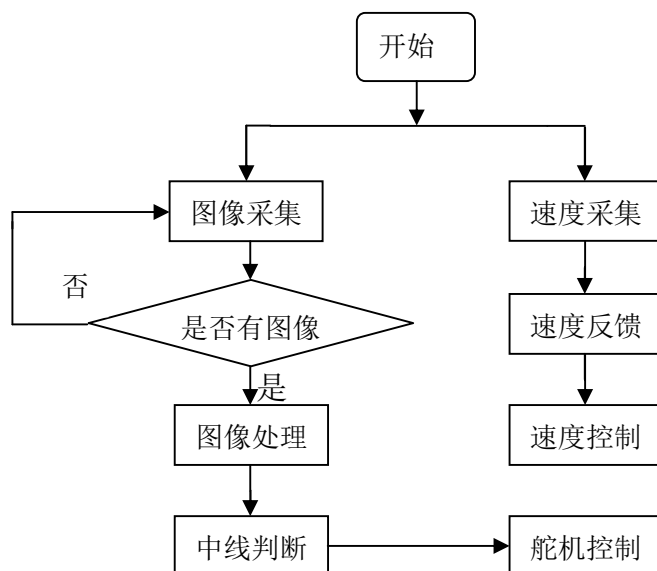 开始
图像采集
速度采集
否
是否有图像
速度反馈
是
图像处理
速度控制
中线判断
舵机控制